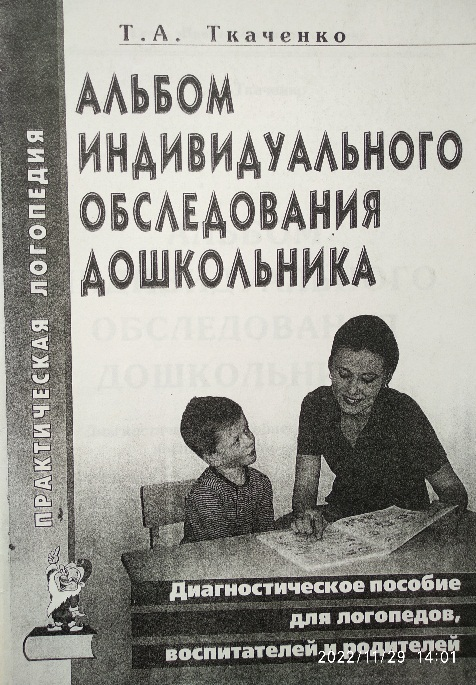 Т.А. Ткаченко
АЛЬБОМ
ИНДИВИДУАЛЬНОГО
ОБСЛЕДОВАНИЯ
ДОШКОЛЬНИКА
ПРАКТИЧЕСКАЯ ЛОГОПЕДИЯ
Диагностическое пособие
для логопедов,
воспитателей и родителей
2022/11/29 14:01